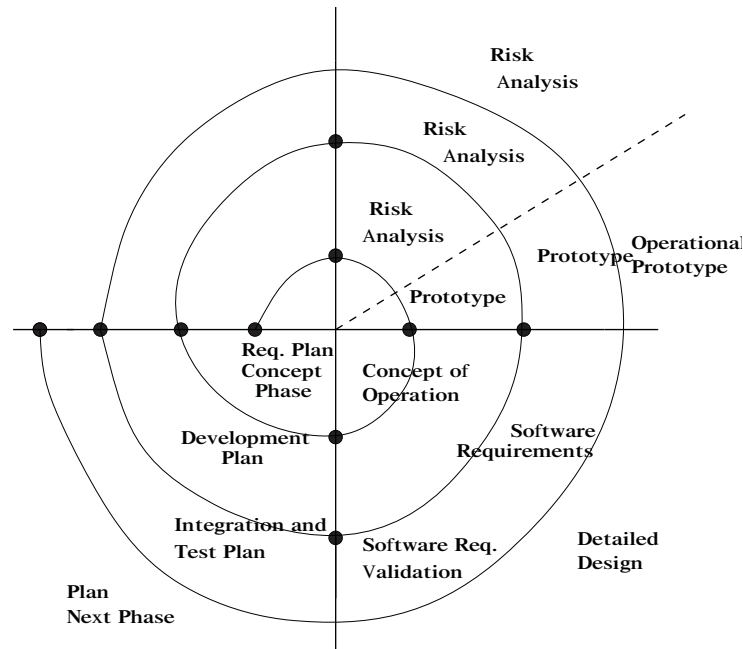 Risk
Analysis
Risk
Analysis
Risk
Analysis
Operational
Prototype
Prototype
Prototype
Req. Plan
Concept
Phase
Concept of
Operation
Development
Plan
Software
Requirements
Integration and
Test Plan
Software Req.
Validation
Detailed
Design
Plan
Next Phase